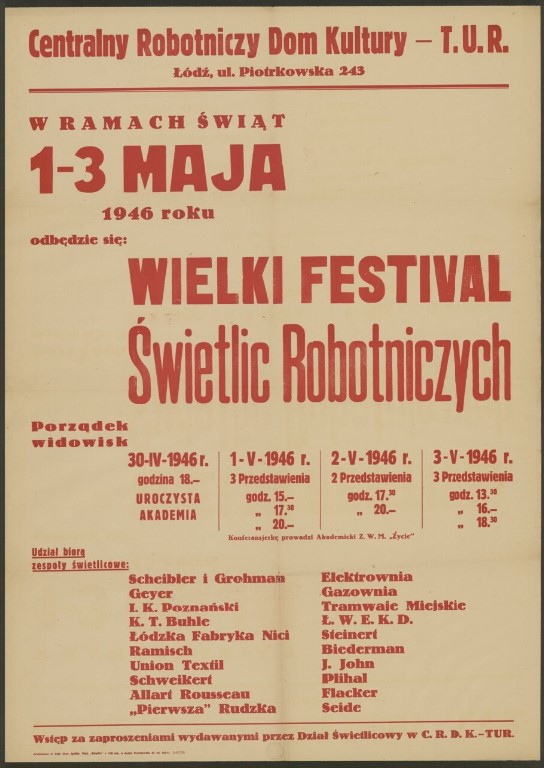 Centralny Robotniczy Dom Kultury – T.U.R.
Łódź, ul. Piotrkowska 243
W RAMACH ŚWIĄT
1-3 MAJA
1946 roku
odbędzie się:
WIELKI FESTIVAL
Świetlic Robotniczych
Porządek
widowisk
30-IV-1946 r.
godzina 18.—
UROCZYSTA
AKADEMIA
1-V-1946 r.
3 Przedstawienia
godz. 15.—
„ 17.30
„ 20.—
2-V-1946 r.
2 Przedstawienia
godz. 17.30
„ 20.—
3-V-1946 r.
3 Przedstawienia
godz. 13.30
„ 16.—
„ 18.30
Konferansjerkę prowadzi Akademicki Z. W. M. „Życie”
Udział biorą
zespoły świetlicowe:
Scheibler i Grohman
Geyer
I. K. Poznański
K. T. Buhle
Łódzka Fabryka Nici
Ramisch
Union Textil
Schweikert
Allart Rousseau
„Pierwsza” Rudzka
Elektrownia
Gazownia
Tramwaje Miejskie
Ł. W. E. K. D.
Steinert
Biederman
J. John
Plihal
Flacker
Seide
Wstęp za zaproszeniami wydawanymi przez Dział Świetlicowy w C. R. D. K.–TUR.